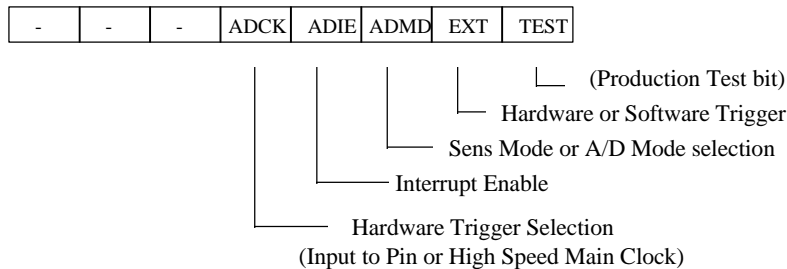 - - - ADCK ADIE ADMD EXT TEST
(Production Test bit)
Hardware or Software Trigger
Sens Mode or A/D Mode selection
Interrupt Enable
Hardware Trigger Selection
(Input to Pin or High Speed Main Clock)